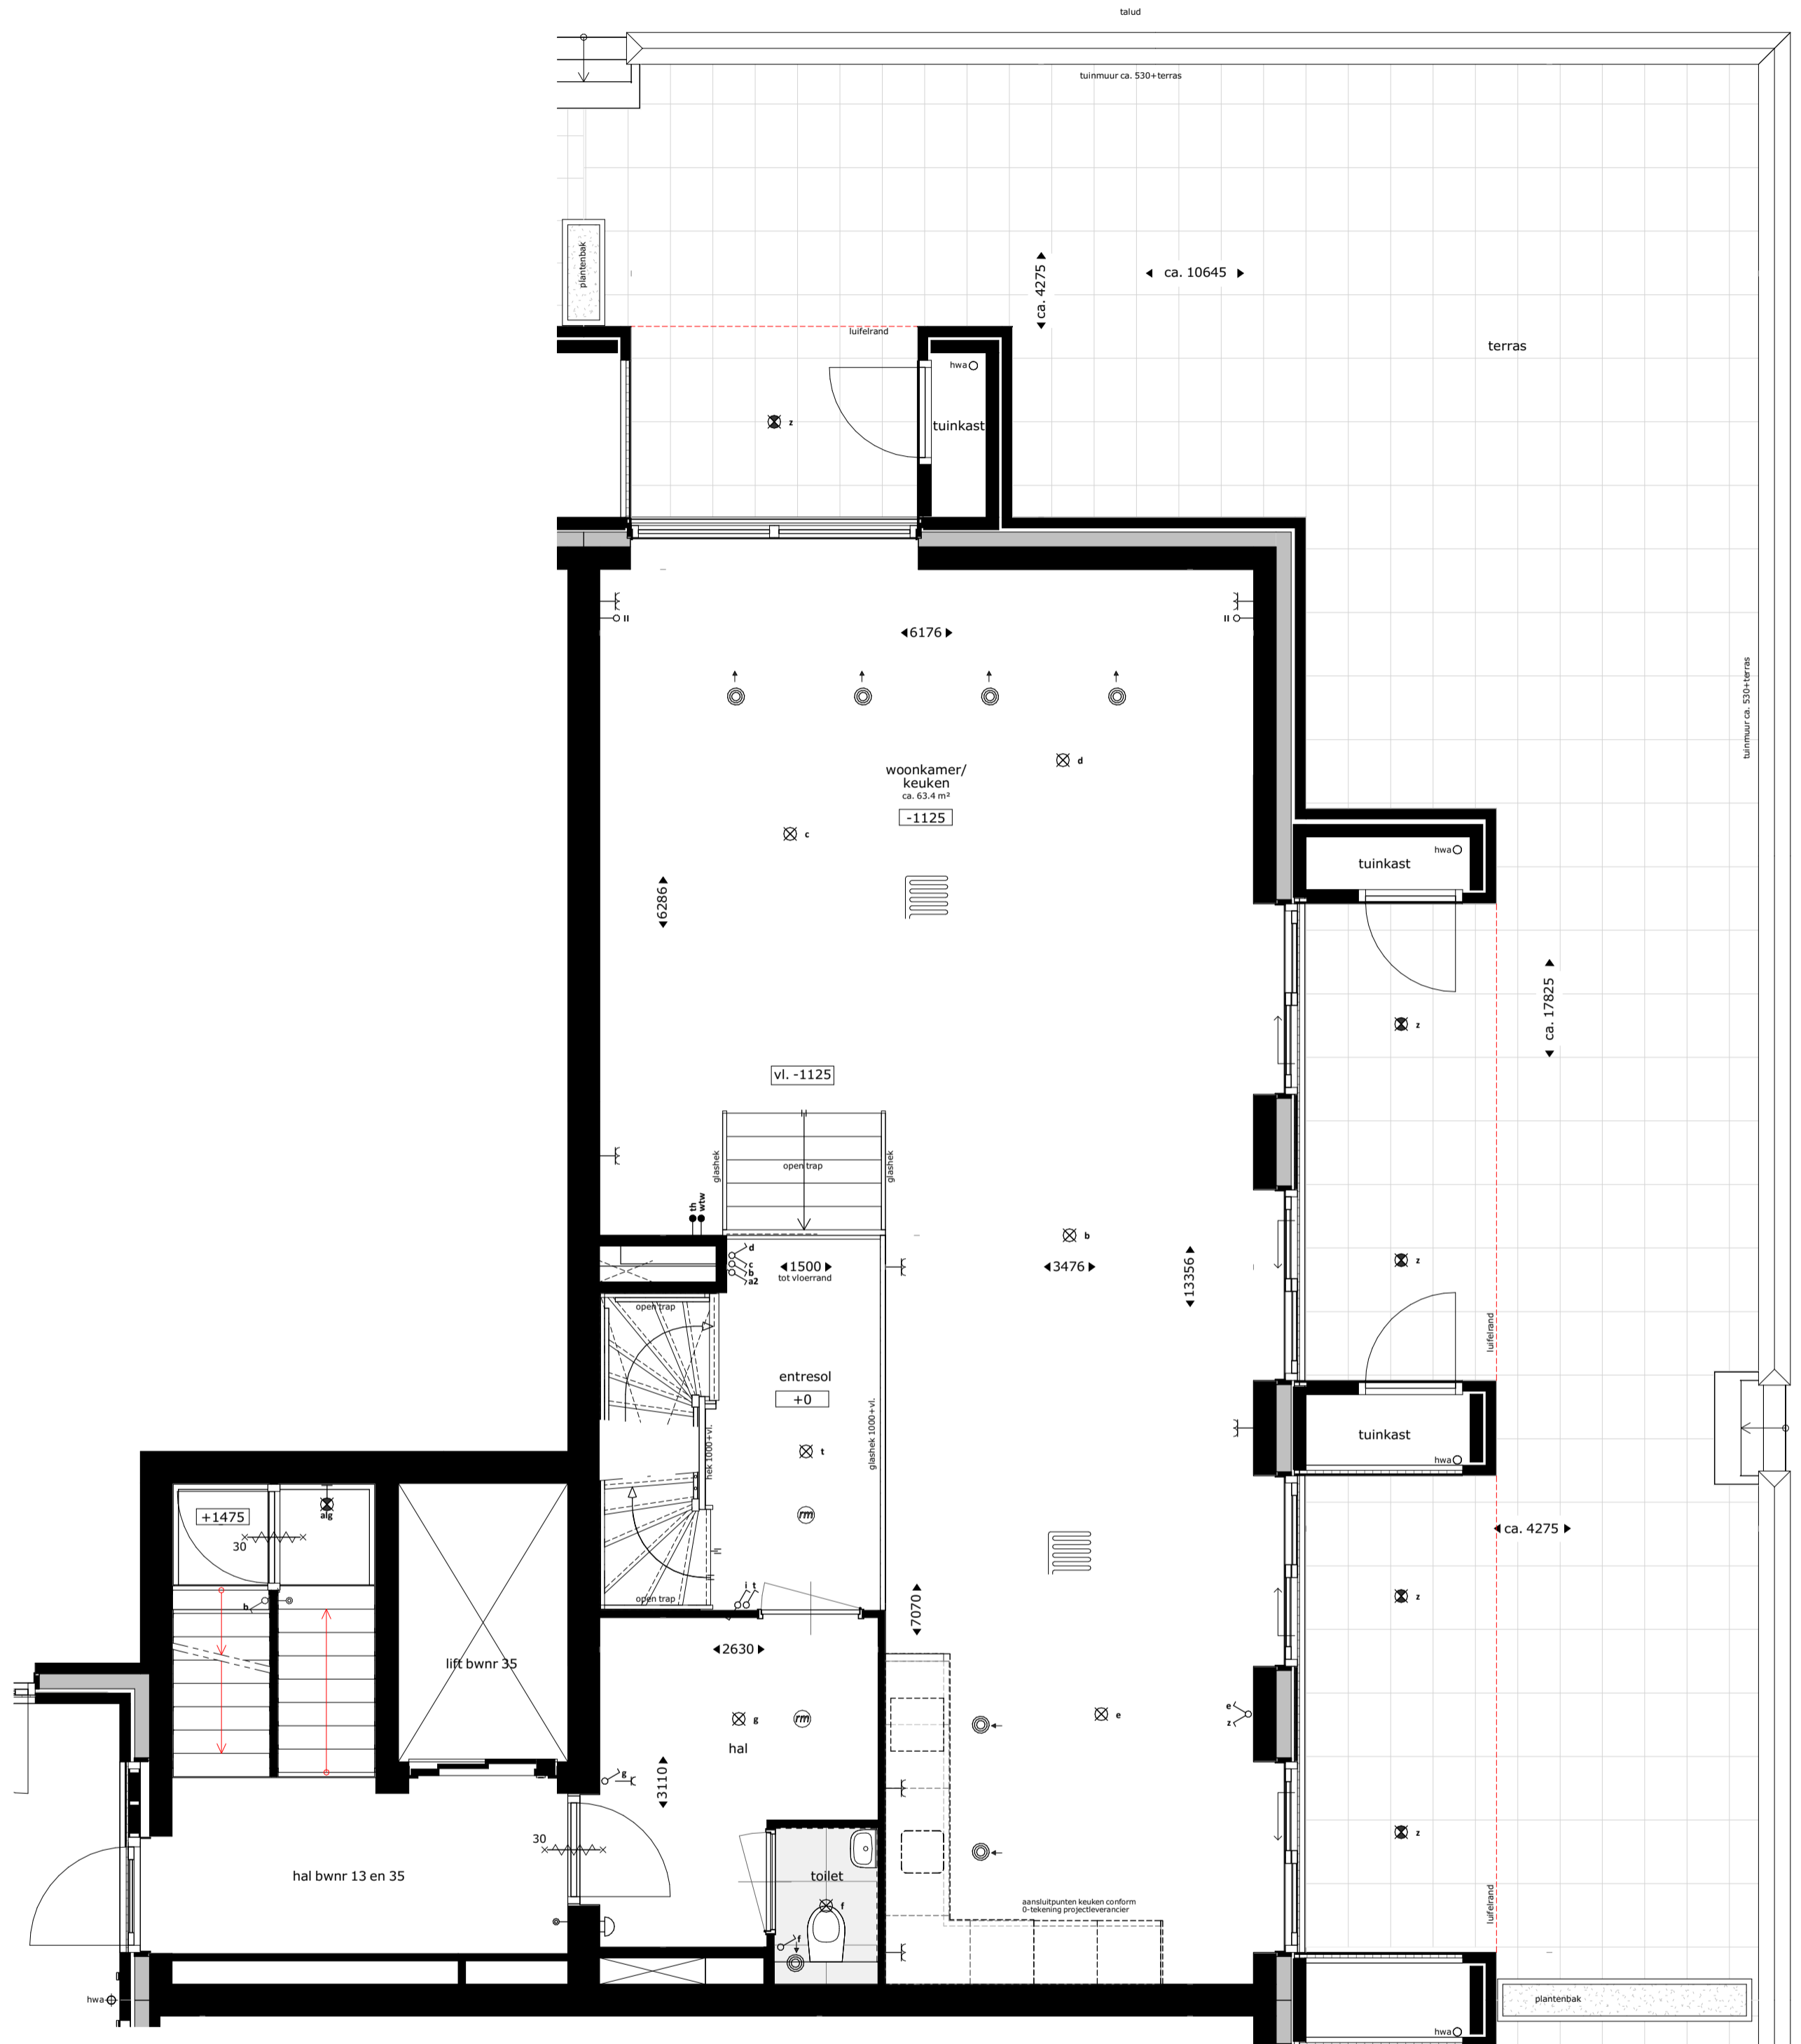 talud
tuinmuur ca. 530+terras
plantenbak
ca. 4275
ca. 10645
luifelrand
terras
hwa
z
tuinkast
II
II
6176
tuinmuur ca. 530+terras
d
woonkamer/
keuken
ca. 63.4 m²
-1125
c
hwa
tuinkast
6286
ca. 17825
z
vl. -1125
glashek
open trap
glashek
th
wtw
b
d
c
b
a2
1500
tot vloerrand
3476
13356
z
open trap
luifelrand
entresol
+0
glashek 1000+vl.
hek 1000+vl.
tuinkast
t
hwa
+1475
alg
rm
ca. 4275
30
open trap
i t
b
7070
z
2630
lift bwnr 35
g
rm
e
e
z
hal
g
3110
z
30
hal bwnr 13 en 35
toilet
f
aansluitpunten keuken conform
0-tekening projectleverancier
luifelrand
f
hwa
plantenbak
hwa